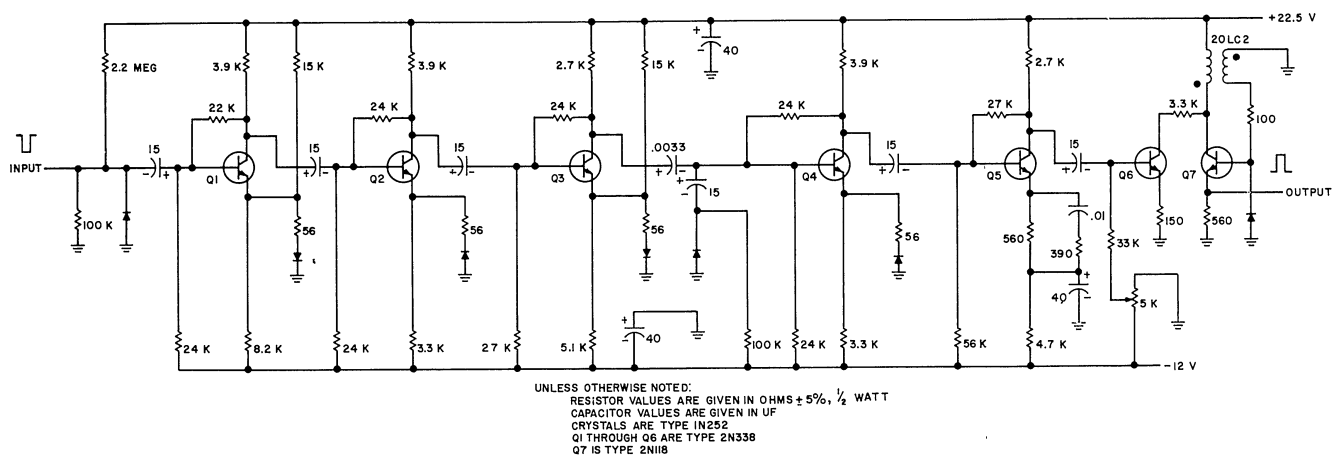 +22.5 V
20LC2
40
2.2 MEG
3.9 K
15 K
3.9 K
2.7 K
15 K
3.9 K
2.7 K
3.3 K
100
22 K
24 K
24 K
24 K
27 K
INPUT
15
Q1
15
Q2
15
Q3
.0033
15
Q4
15
Q5
15
Q6
Q7
OUTPUT
100 K
56
56
56
56
560
.01
390
40
33 K
150
560
5 K
24 K
8.2 K
24 K
3.3 K
27 K
5.1 K
40
100 K
24 K
3.3 K
56 K
4.7 K
-12 V
UNLESS OTHERWISE NOTED:
RESISTOR VALUES ARE GIVEN IN OHMS ± 5%, 1/2 WATT
CAPACITOR VALUES ARE GIVEN IN UF
CRYSTALS ARE TYPE IN252
Q1 THROUGH Q6 ARE TYPE 2N338
Q7 IS TYPE 2N118